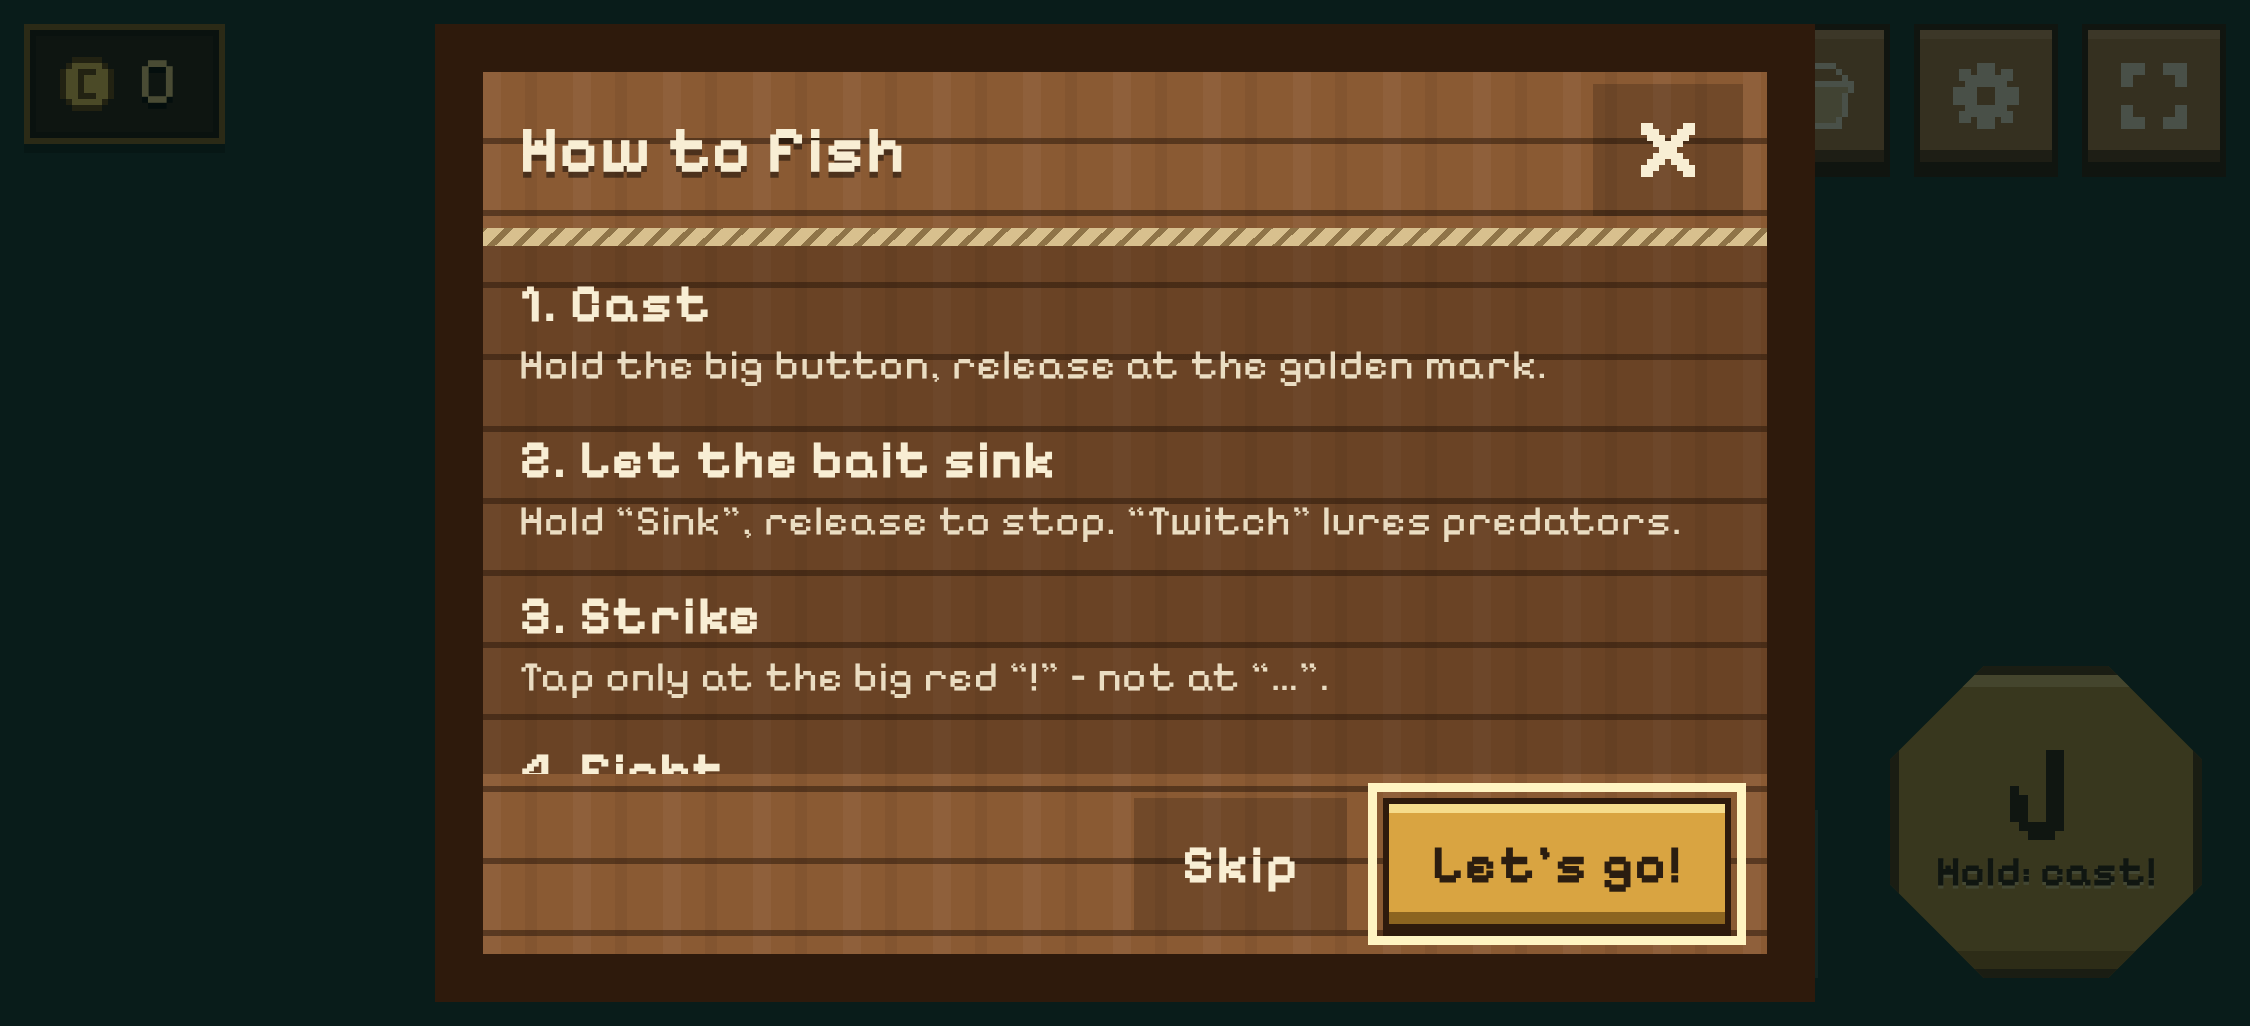 0
How to fish
1. Cast
Hold the big button, release at the golden mark.
2. Let the bait sink
Hold “Sink”, release to stop. “Twitch” lures predators.
3. Strike
Tap only at the big red “!” - not at “...”.
4. Fight
Skip
Let's go!
Hold: cast!